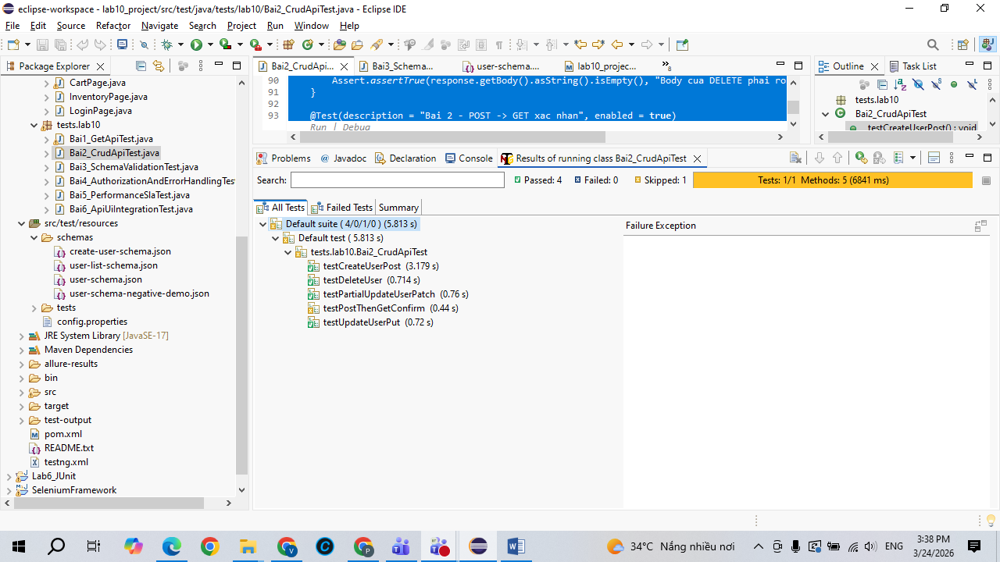 eclipse-workspace - lab10_project/src/test/java/tests/lab10/Bai2_CrudApiTest.java - Eclipse IDE
File Edit Source Refactor Navigate Search Project Run Window Help
Package Explorer
CartPage.java
InventoryPage.java
LoginPage.java
tests.lab10
Bai1_GetApiTest.java
Bai2_CrudApiTest.java
Bai3_SchemaValidationTest.java
Bai4_AuthorizationAndErrorHandlingTest
Bai5_PerformanceSlaTest.java
Bai6_ApiUiIntegrationTest.java
src/test/resources
schemas
create-user-schema.json
user-list-schema.json
user-schema.json
user-schema-negative-demo.json
tests
config.properties
JRE System Library [JavaSE-17]
Maven Dependencies
allure-results
bin
src
target
test-output
pom.xml
README.txt
testng.xml
Lab6_JUnit
SeleniumFramework
Bai2_CrudApi... Bai3_Schema... user-schema.... lab10_projec... »8
90 Assert.assertTrue(response.getBody().asString().isEmpty(), "Body cua DELETE phai ro
91 }
92
93 @Test(description = "Bai 2 - POST -> GET xac nhan", enabled = true)
Run | Debug
Outline Task List
tests.lab10
Bai2_CrudApiTest
testCreateUserPost() : void
Problems Javadoc Declaration Console Results of running class Bai2_CrudApiTest
Search: Passed: 4 Failed: 0 Skipped: 1 Tests: 1/1 Methods: 5 (6841 ms)
All Tests Failed Tests Summary
Default suite ( 4/0/1/0 ) (5.813 s)
Default test ( 5.813 s)
tests.lab10.Bai2_CrudApiTest
testCreateUserPost (3.179 s)
testDeleteUser (0.714 s)
testPartialUpdateUserPatch (0.76 s)
testPostThenGetConfirm (0.44 s)
testUpdateUserPut (0.72 s)
Failure Exception
34°C Nắng nhiều nơi
ENG
3:38 PM
3/24/2026